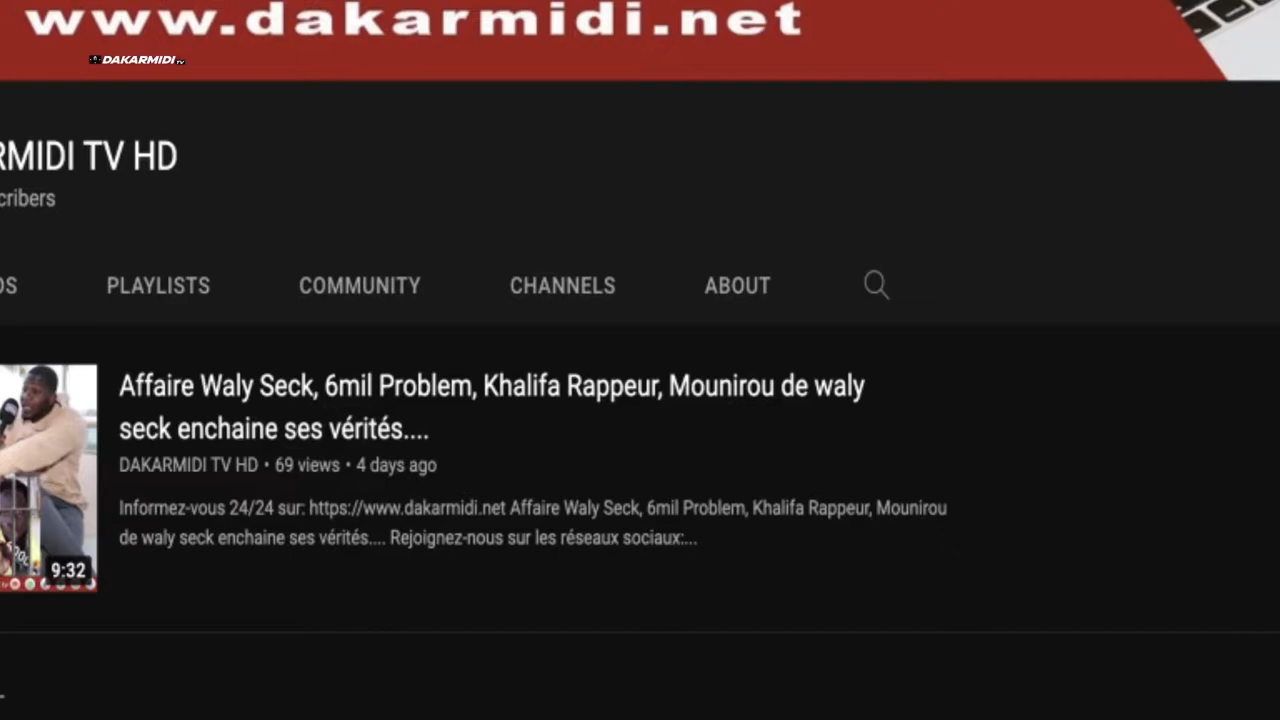 www.dakarmidi.net
DAKARMIDI TV
RMIDI TV HD
cribers
OS PLAYLISTS COMMUNITY CHANNELS ABOUT
Affaire Waly Seck, 6mil Problem, Khalifa Rappeur, Mounirou de waly
seck enchaine ses vérités....
DAKARMIDI TV HD • 69 views • 4 days ago
Informez-vous 24/24 sur: https://www.dakarmidi.net Affaire Waly Seck, 6mil Problem, Khalifa Rappeur, Mounirou
de waly seck enchaine ses vérités.... Rejoignez-nous sur les réseaux sociaux:...
9:32